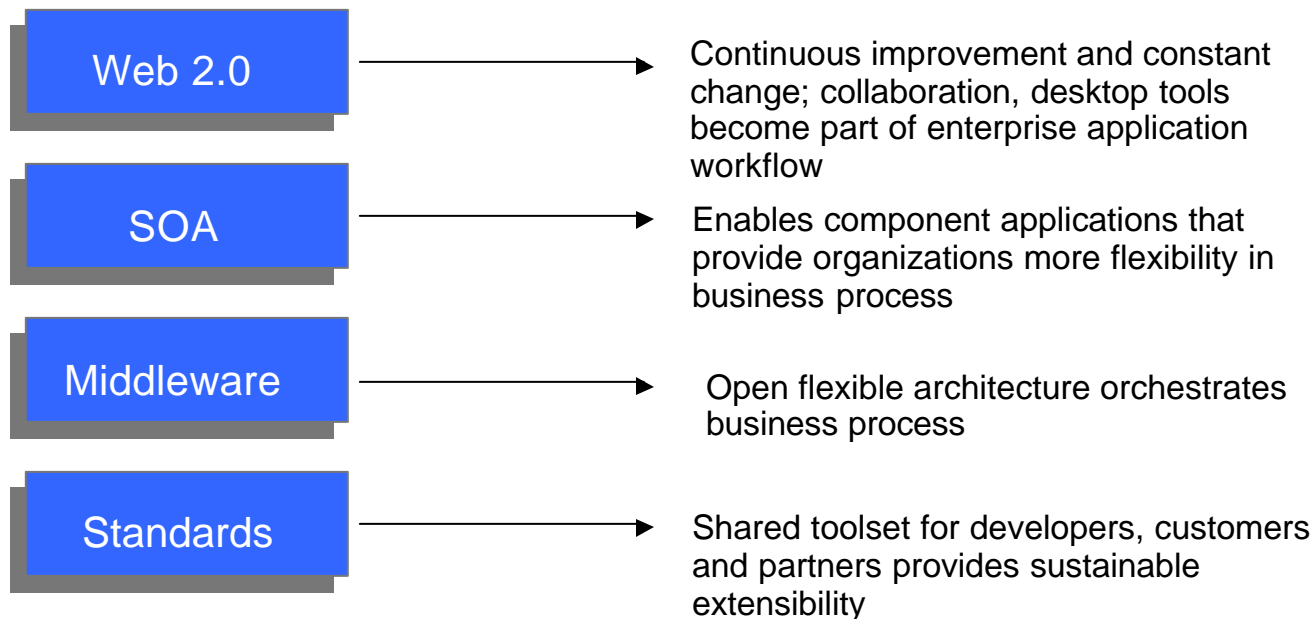 Web 2.0
Continuous improvement and constant
change; collaboration, desktop tools
become part of enterprise application
workflow
SOA
Enables component applications that
provide organizations more flexibility in
business process
Middleware
Open flexible architecture orchestrates
business process
Standards
Shared toolset for developers, customers
and partners provides sustainable
extensibility